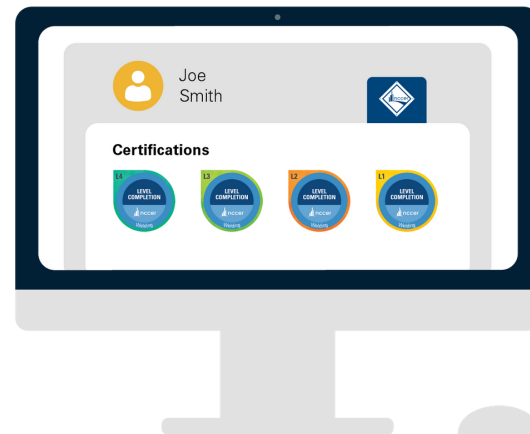 Joe
Smith
nccer
Certifications
L4
LEVEL
COMPLETION
nccer
L3
LEVEL
COMPLETION
nccer
L2
LEVEL
COMPLETION
nccer
L1
LEVEL
COMPLETION
nccer